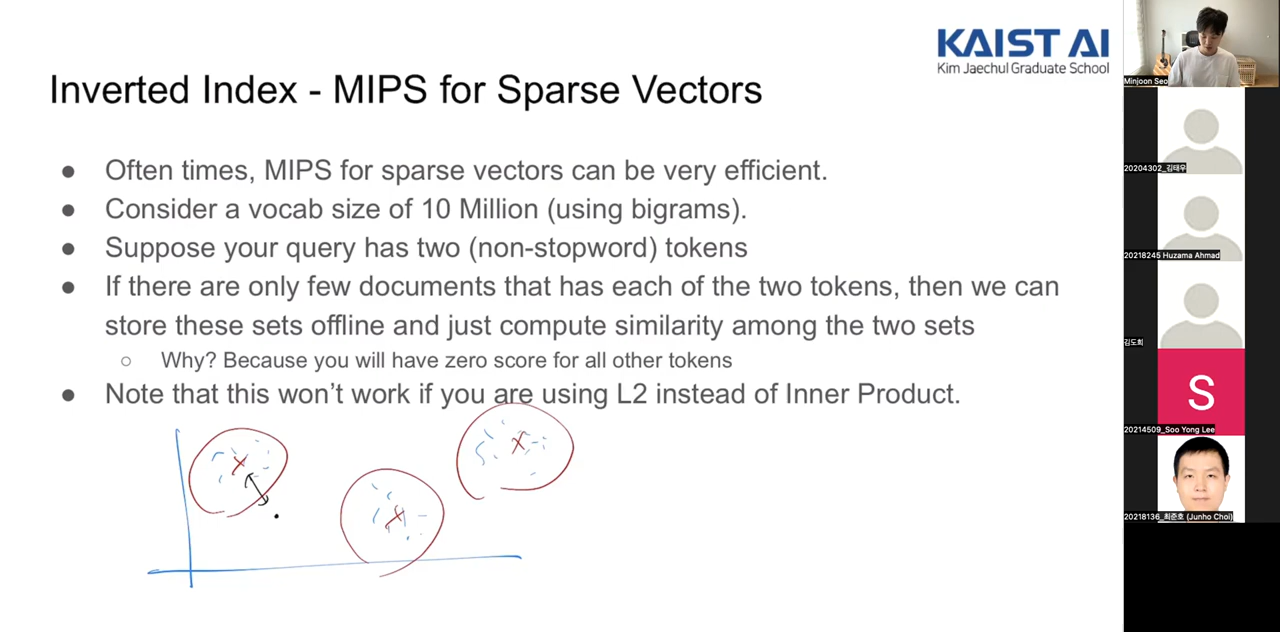 KAIST AI
Kim Jaechul Graduate School
Inverted Index - MIPS for Sparse Vectors
● Often times, MIPS for sparse vectors can be very efficient.
● Consider a vocab size of 10 Million (using bigrams).
● Suppose your query has two (non-stopword) tokens
● If there are only few documents that has each of the two tokens, then we can
store these sets offline and just compute similarity among the two sets
○ Why? Because you will have zero score for all other tokens
● Note that this won't work if you are using L2 instead of Inner Product.
Minjoon Seo
20204302_김태우
20218245 Huzama Ahmad
김도희
S
20214509_Soo Yong Lee
20218136_최준호 (Junho Choi)